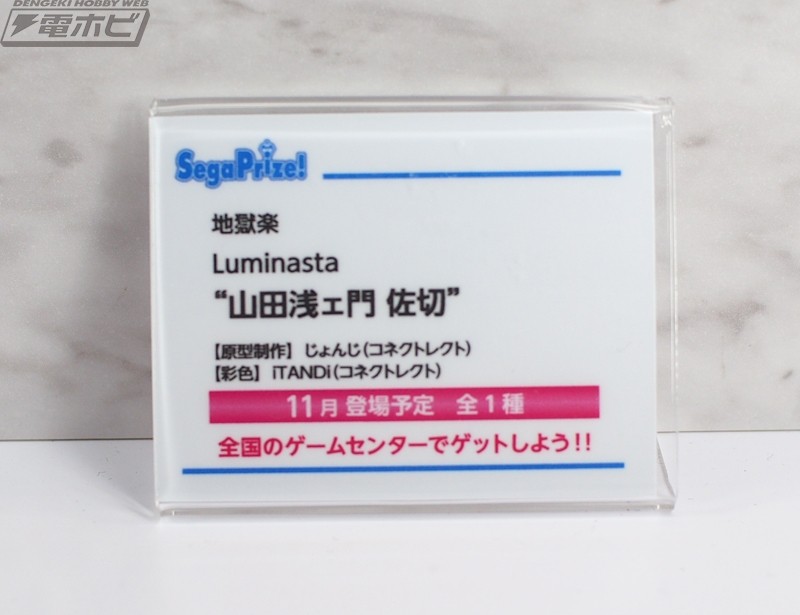 DENGEKI HOBBY WEB
電ホビ
SegaPrize!
地獄楽
Luminasta
“山田浅ェ門 佐切”
【原型制作】 じょんじ(コネクトレクト)
【彩色】 iTANDi(コネクトレクト)
11月 登場予定 全1種
全国のゲームセンターでゲットしよう!!